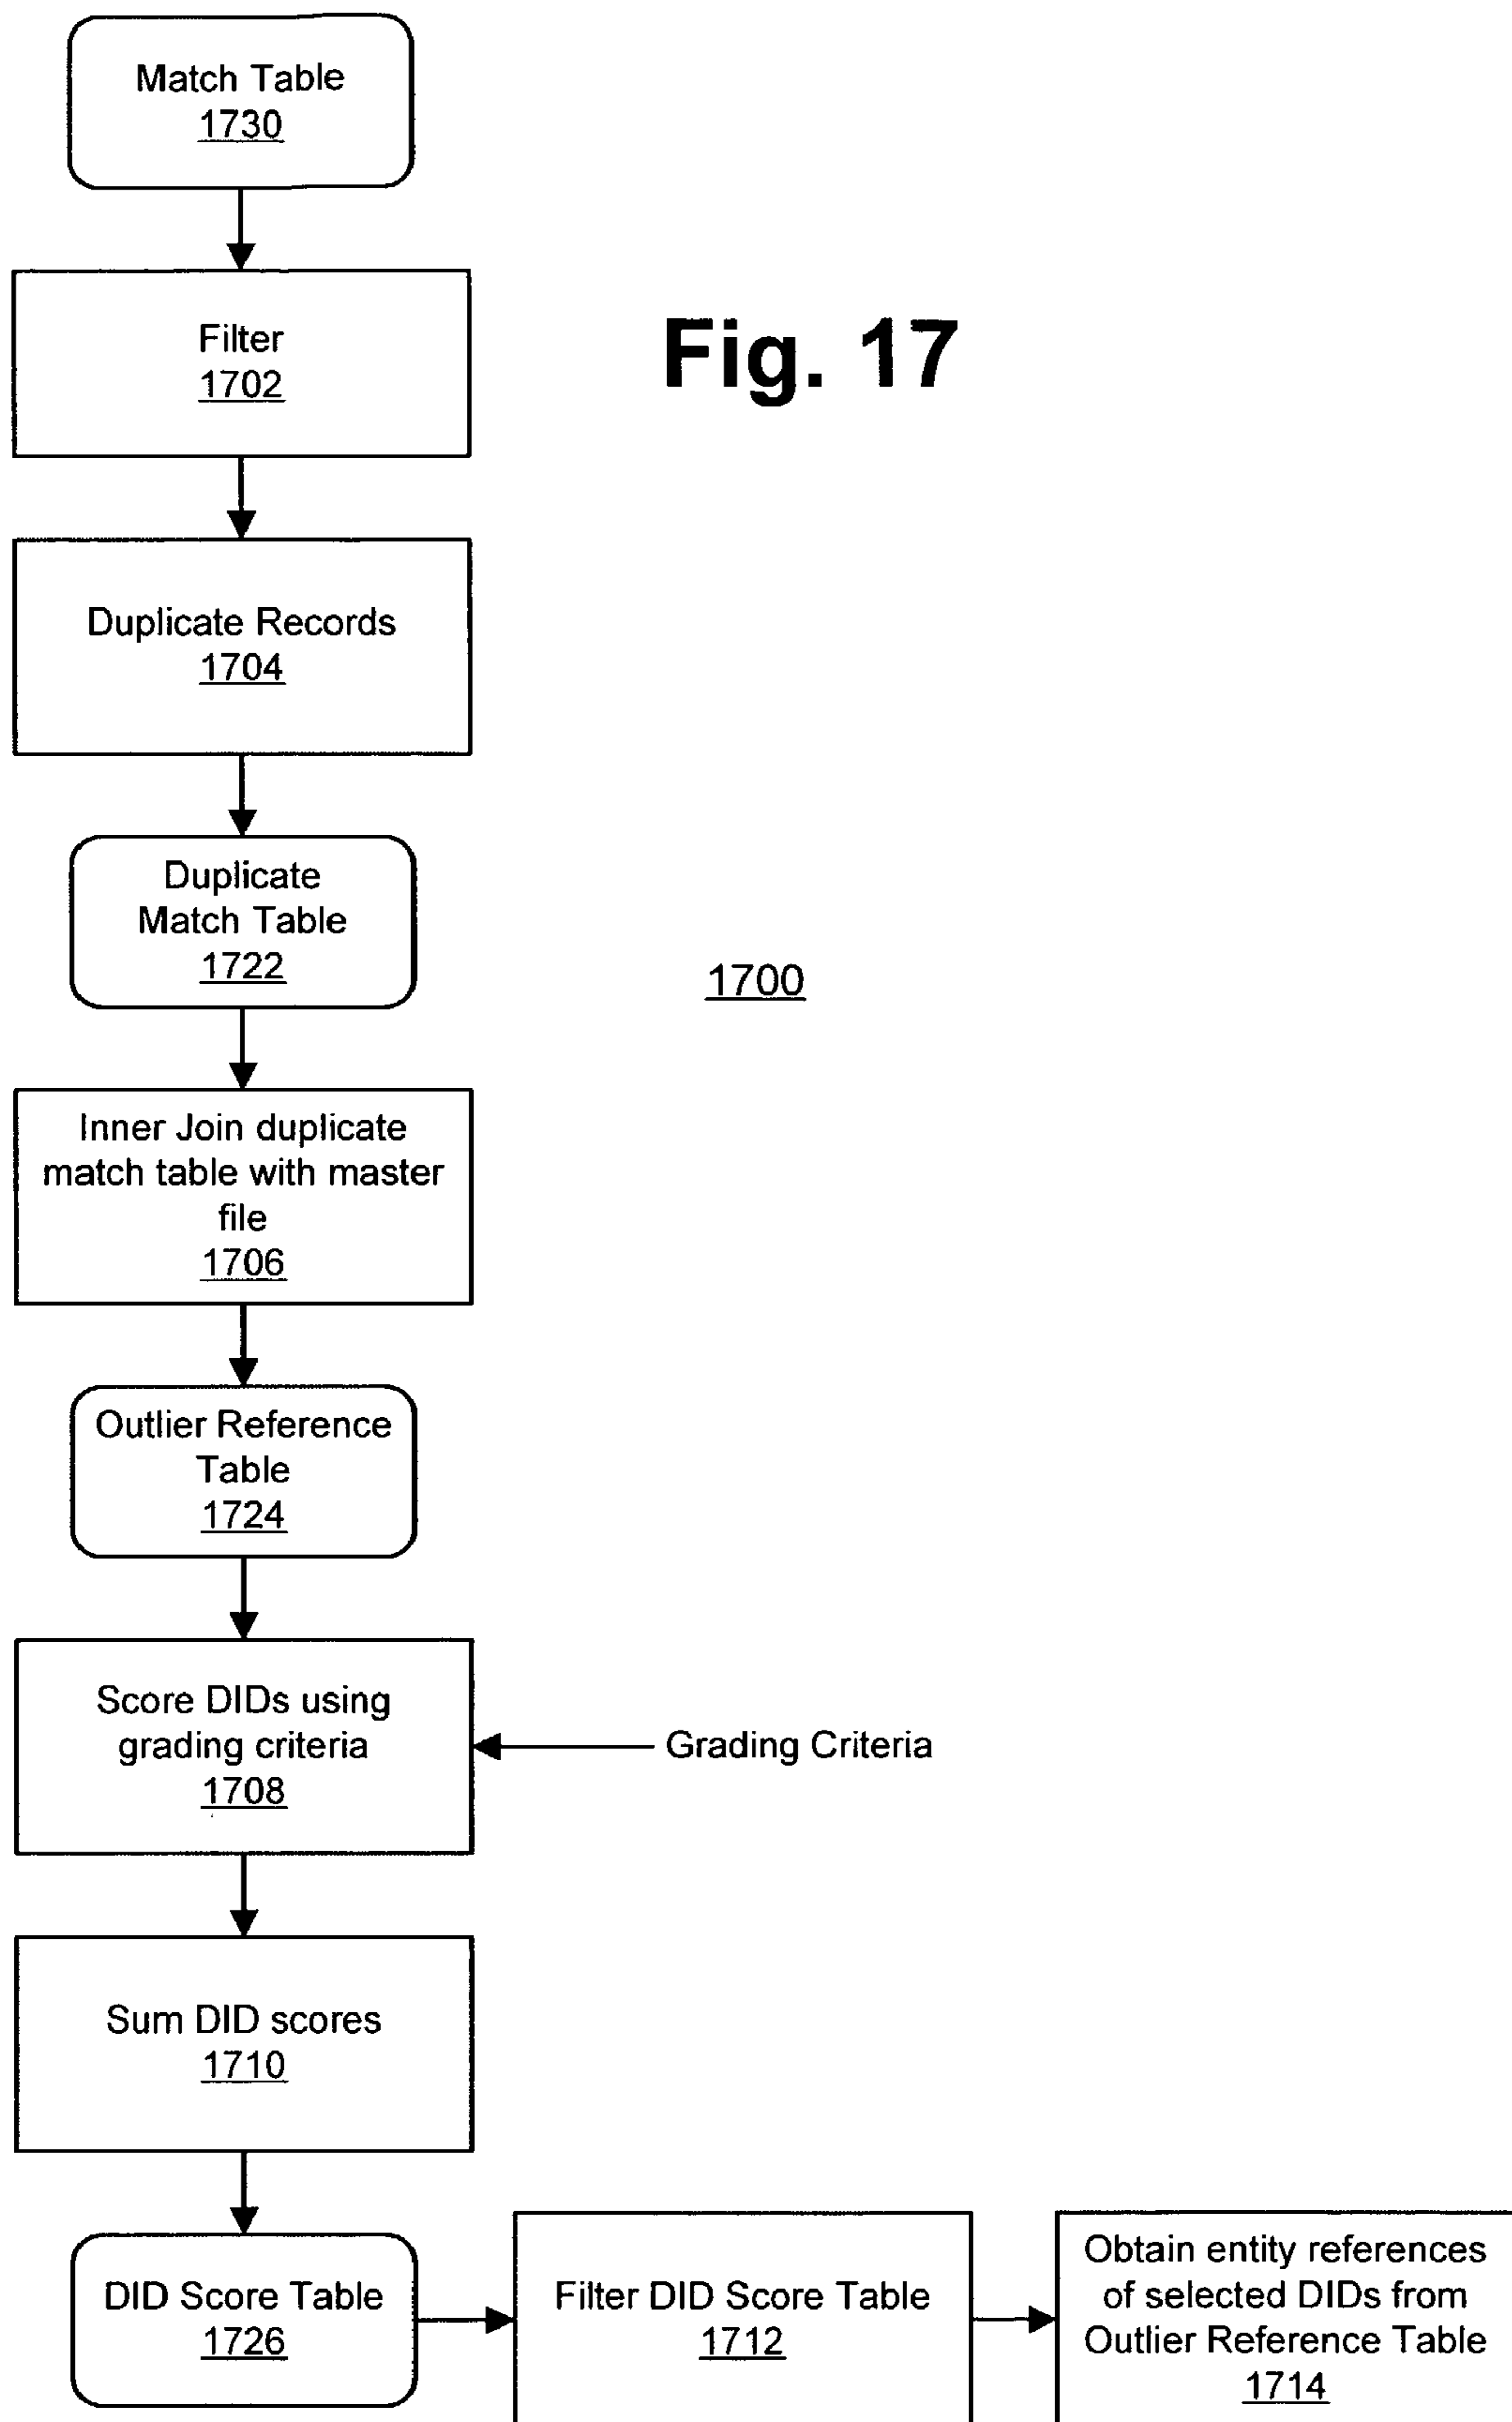 Match Table
1730
Filter
1702
Fig. 17
Duplicate Records
1704
Duplicate
Match Table
1722
1700
Inner Join duplicate
match table with master
file
1706
Outlier Reference
Table
1724
Score DIDs using
grading criteria
1708
Grading Criteria
Sum DID scores
1710
DID Score Table
1726
Filter DID Score Table
1712
Obtain entity references
of selected DIDs from
Outlier Reference Table
1714